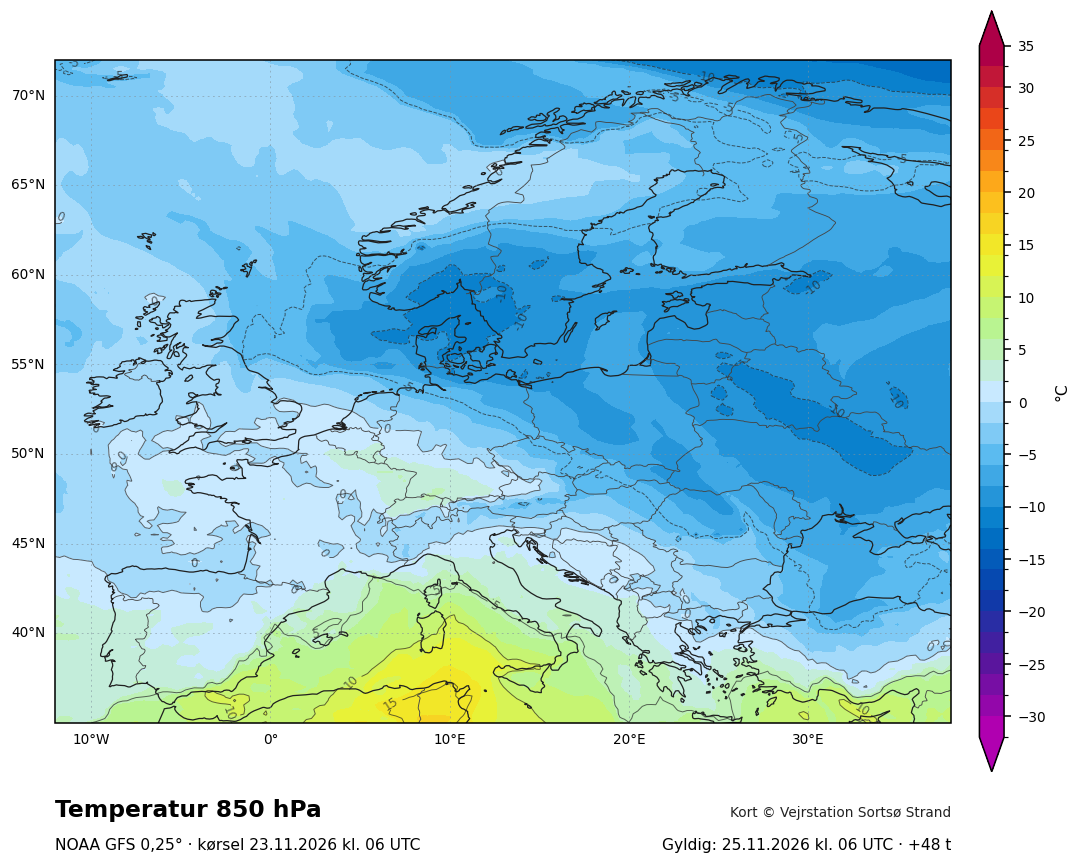 35
30
25
20
15
10
5
0
−5
−10
−15
−20
−25
−30
°C
70°N
65°N
60°N
55°N
50°N
45°N
40°N
10°W 0° 10°E 20°E 30°E
Temperatur 850 hPa
Kort © Vejrstation Sortsø Strand
NOAA GFS 0,25° · kørsel 23.11.2026 kl. 06 UTC
Gyldig: 25.11.2026 kl. 06 UTC · +48 t